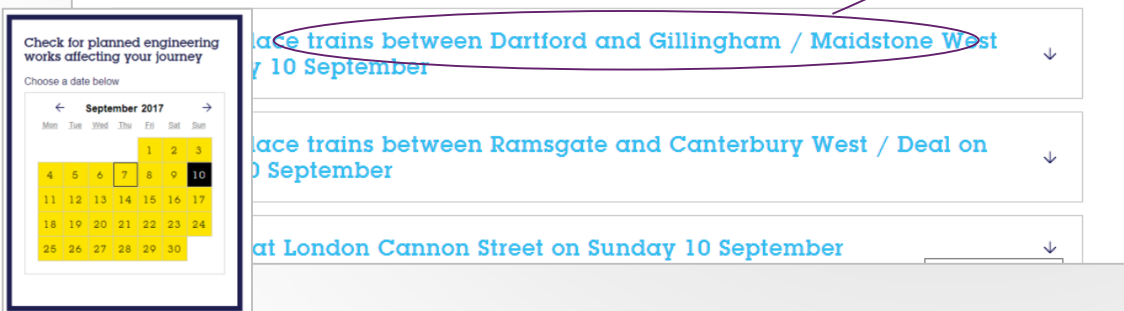 Check for planned engineering
works affecting your journey
Choose a date below
← September 2017 →
Mon Tue Wed Thu Fri Sat Sun
1 2 3
4 5 6 7 8 9 10
11 12 13 14 15 16 17
18 19 20 21 22 23 24
25 26 27 28 29 30
lace trains between Dartford and Gillingham / Maidstone West
y 10 September
lace trains between Ramsgate and Canterbury West / Deal on
0 September
at London Cannon Street on Sunday 10 September